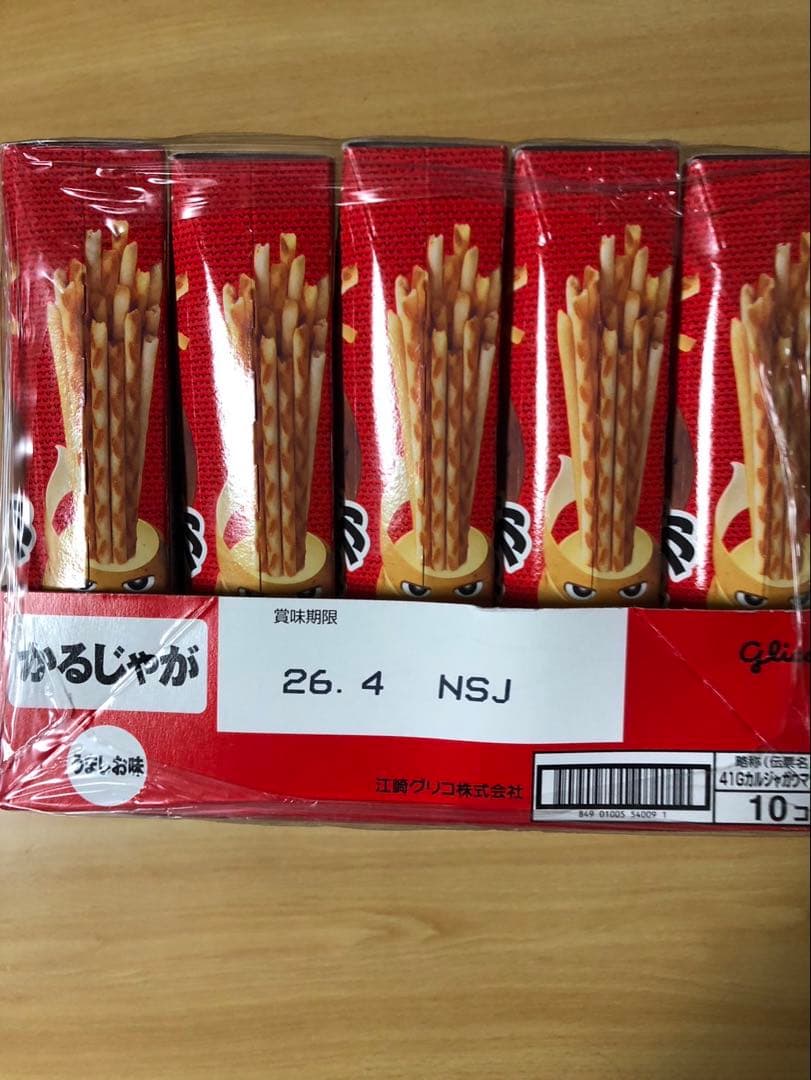 賞味期限
かるじゃが
26. 4 NSJ
うましお味
江崎グリコ株式会社
849 01005 54009 1
略称(伝票名
41Gカルジャガウマ
10コ